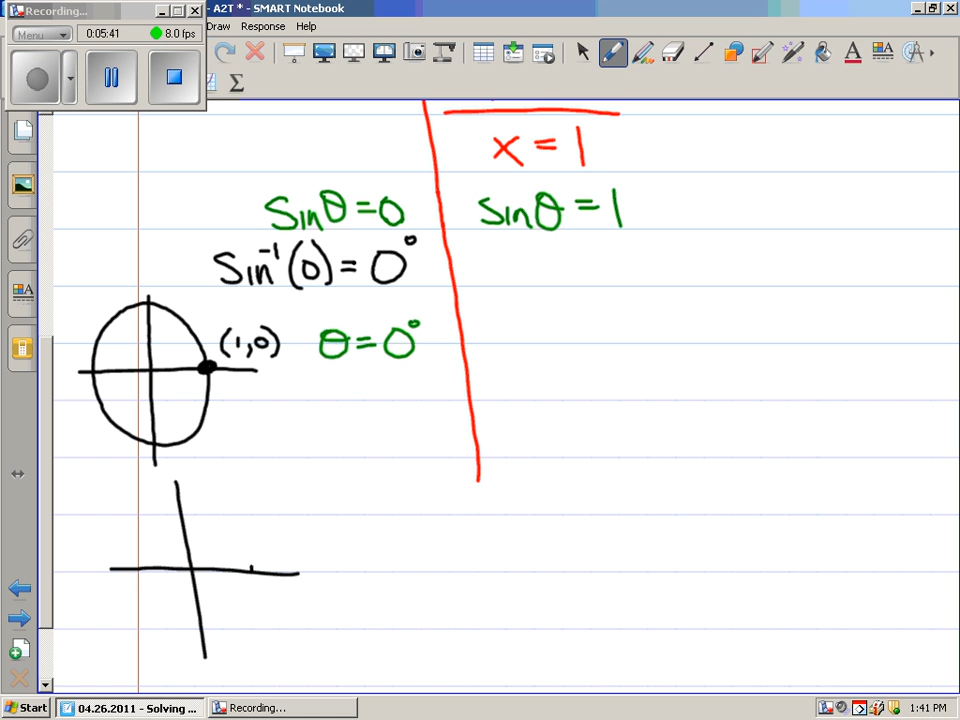 Recording...
- A2T * - SMART Notebook
Menu
0:05:41
8.0 fps
Draw
Response
Help
x = 1
sinθ = 0
sinθ = 1
sin⁻¹(0) = 0°
(1,0)
θ = 0°
Start
04.26.2011 - Solving ...
Recording...
1:41 PM